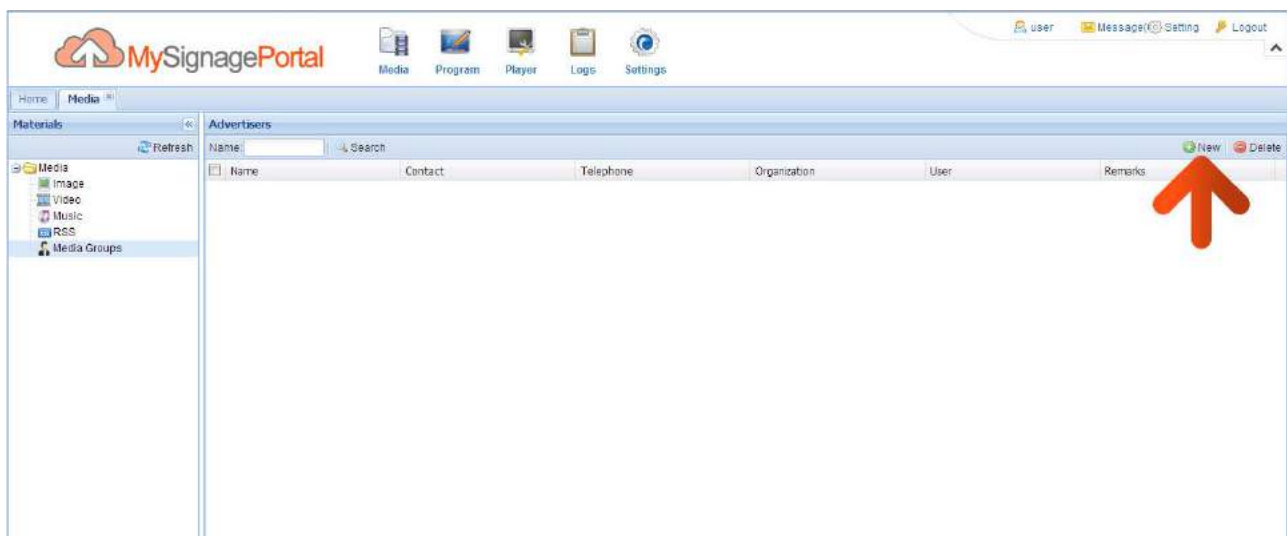 user Message( Setting Logout
MySignagePortal
Media Program Player Logs Settings
Home Media
Materials Advertisers
Refresh Name: Search New Delete
Media
Name Contact Telephone Organization User Remarks
Image
Video
Music
RSS
Media Groups